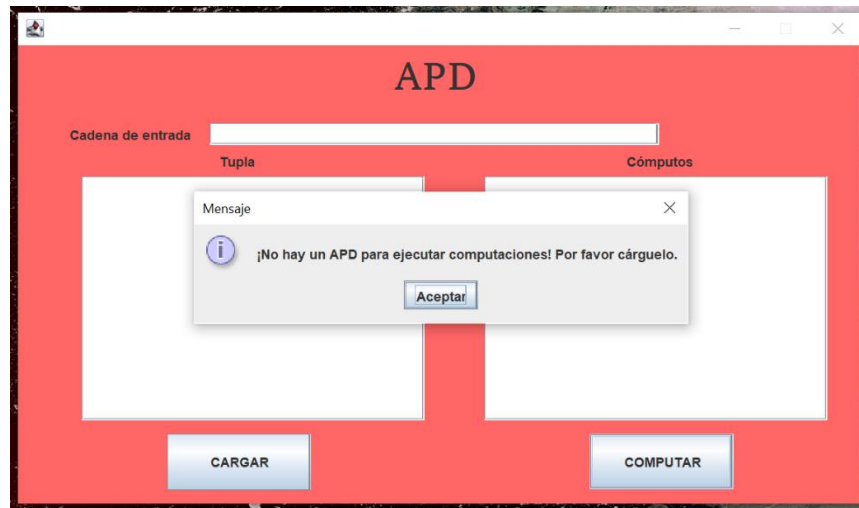 APD
Cadena de entrada
Tupla
Cómputos
Mensaje
¡No hay un APD para ejecutar computaciones! Por favor cárguelo.
Aceptar
CARGAR
COMPUTAR